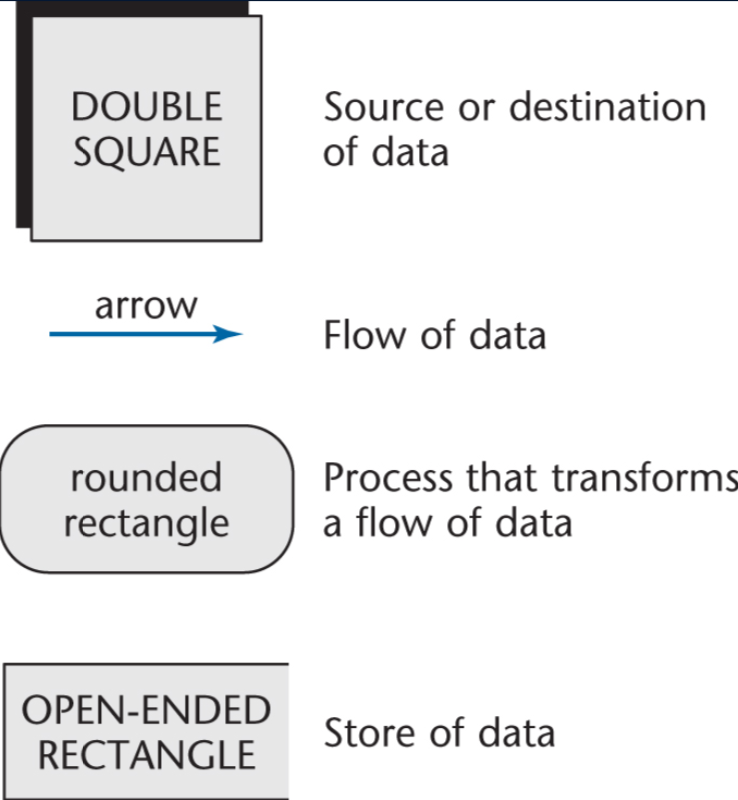 DOUBLE
SQUARE
Source or destination
of data
arrow
Flow of data
rounded
rectangle
Process that transforms
a flow of data
OPEN-ENDED
RECTANGLE
Store of data